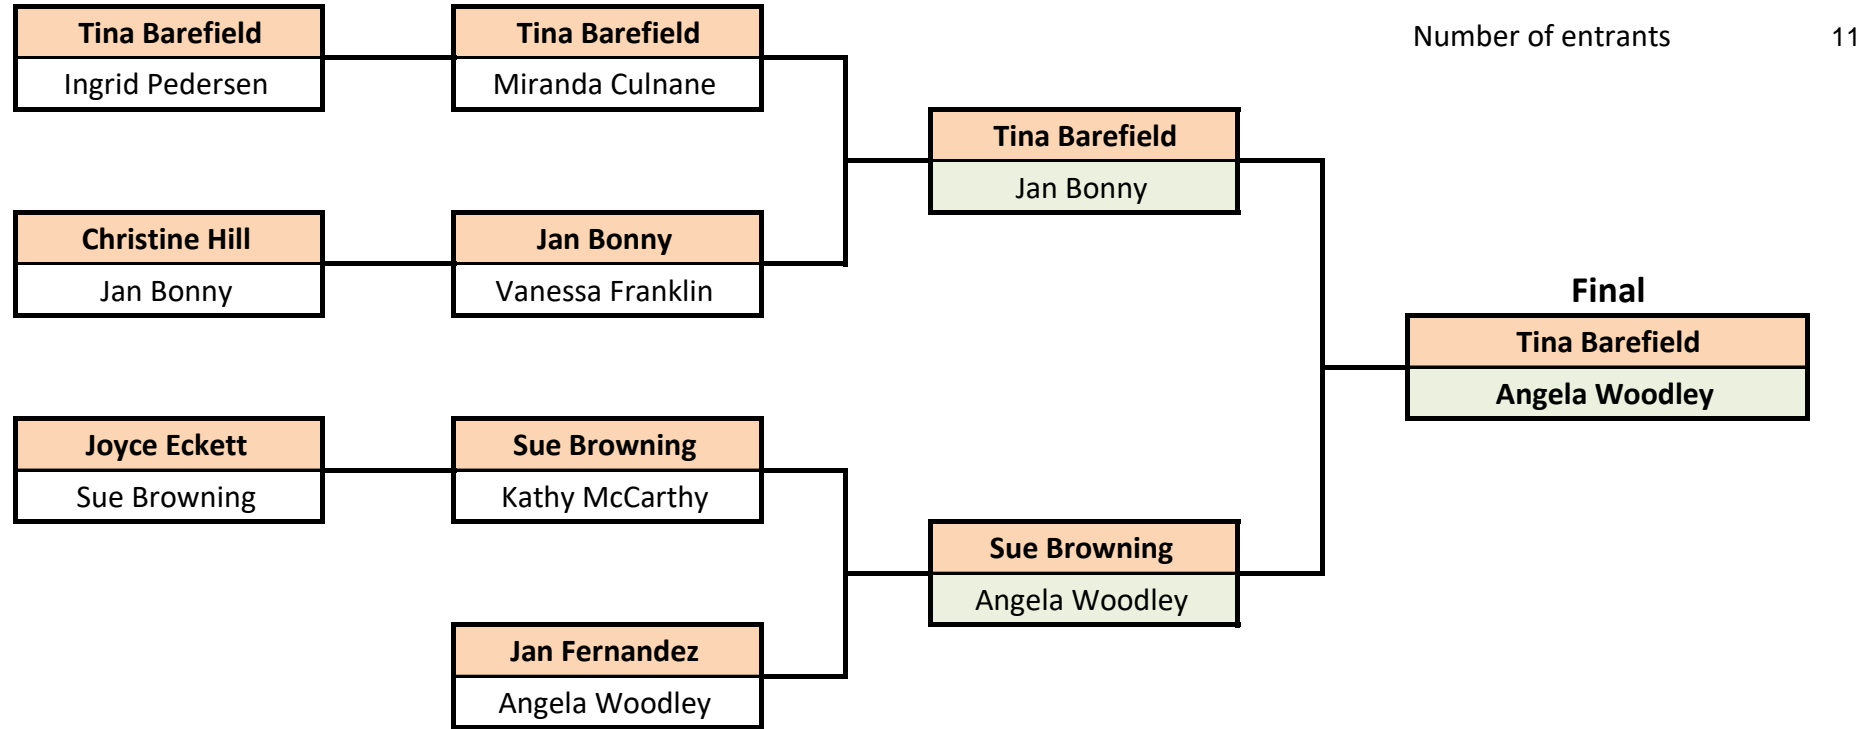 Tina Barefield
Ingrid Pedersen
Christine Hill
Jan Bonny
Joyce Eckett
Sue Browning
Tina Barefield
Miranda Culnane
Jan Bonny
Vanessa Franklin
Sue Browning
Kathy McCarthy
Jan Fernandez
Angela Woodley
Tina Barefield
Jan Bonny
Sue Browning
Angela Woodley
Number of entrants 11
Final
Tina Barefield
Angela Woodley